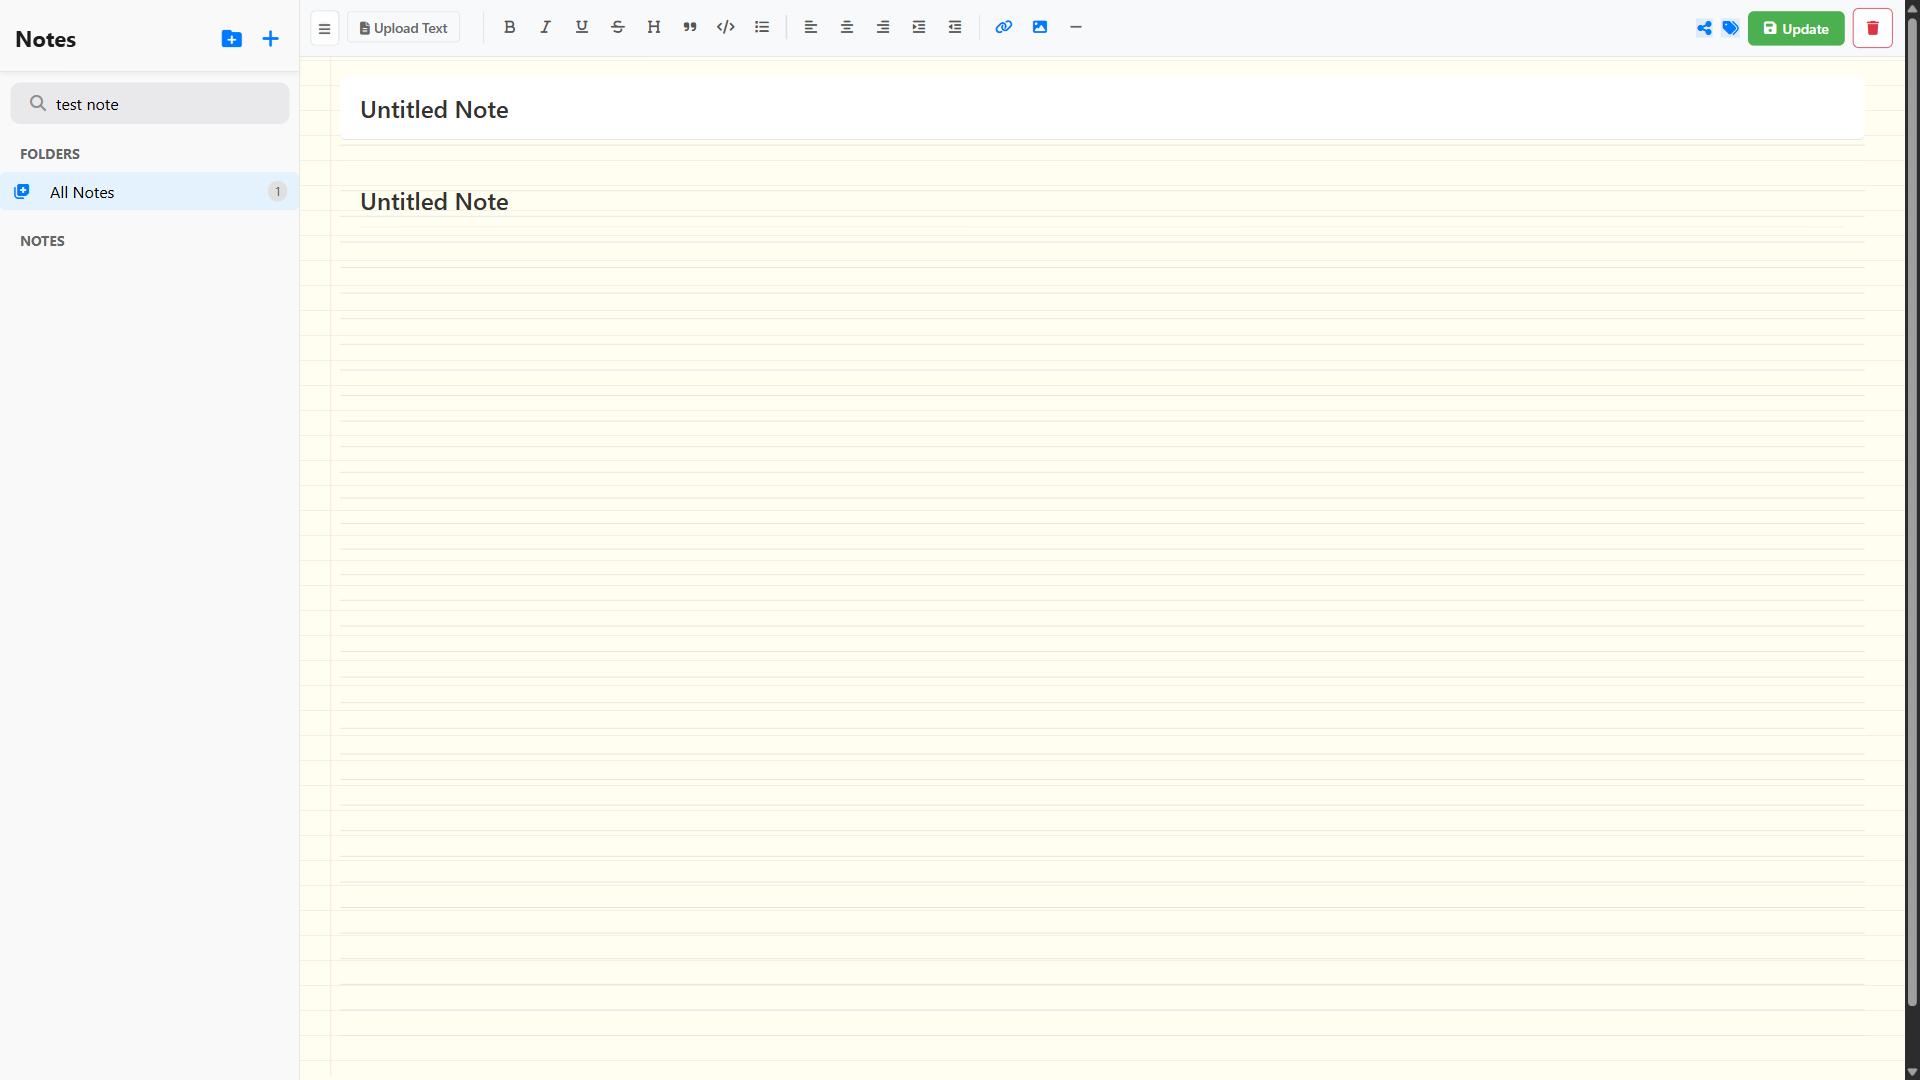 Notes
test note
FOLDERS
All Notes 1
NOTES
Upload Text
Update
Untitled Note
Untitled Note